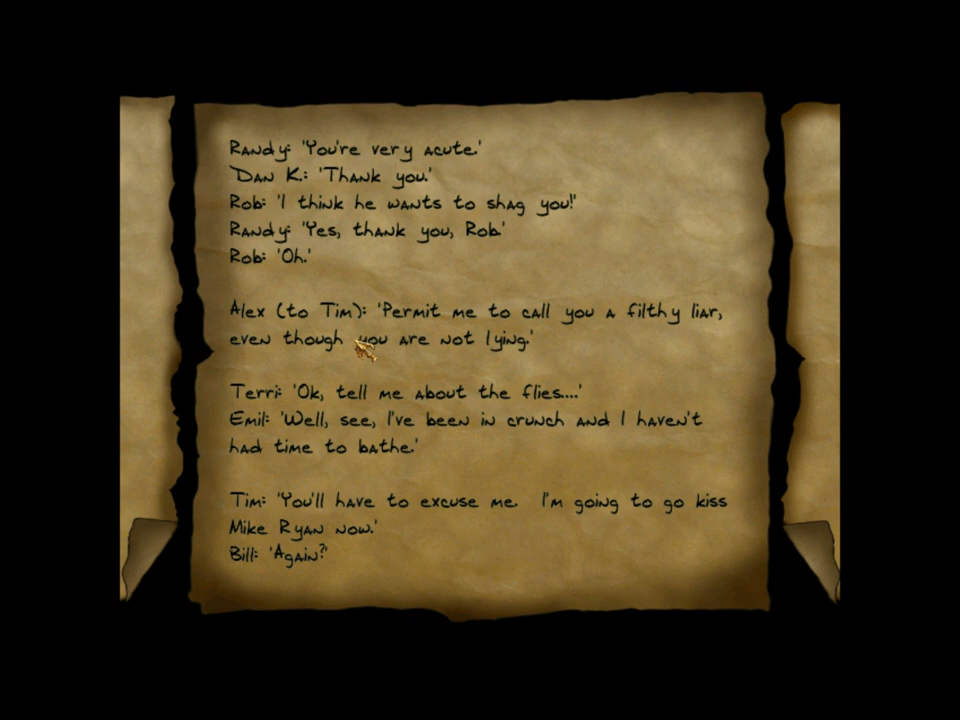 Randy: 'You're very acute.'
Dan K.: 'Thank you.'
Rob: 'I think he wants to shag you!'
Randy: 'Yes, thank you, Rob.'
Rob: 'Oh.'
Alex (to Tim): 'Permit me to call you a filthy liar,
even though you are not lying.'
Terri: 'Ok, tell me about the flies....'
Emil: 'Well, see, I've been in crunch and I haven't
had time to bathe.'
Tim: 'You'll have to excuse me. I'm going to go kiss
Mike Ryan now.'
Bill: 'Again?'